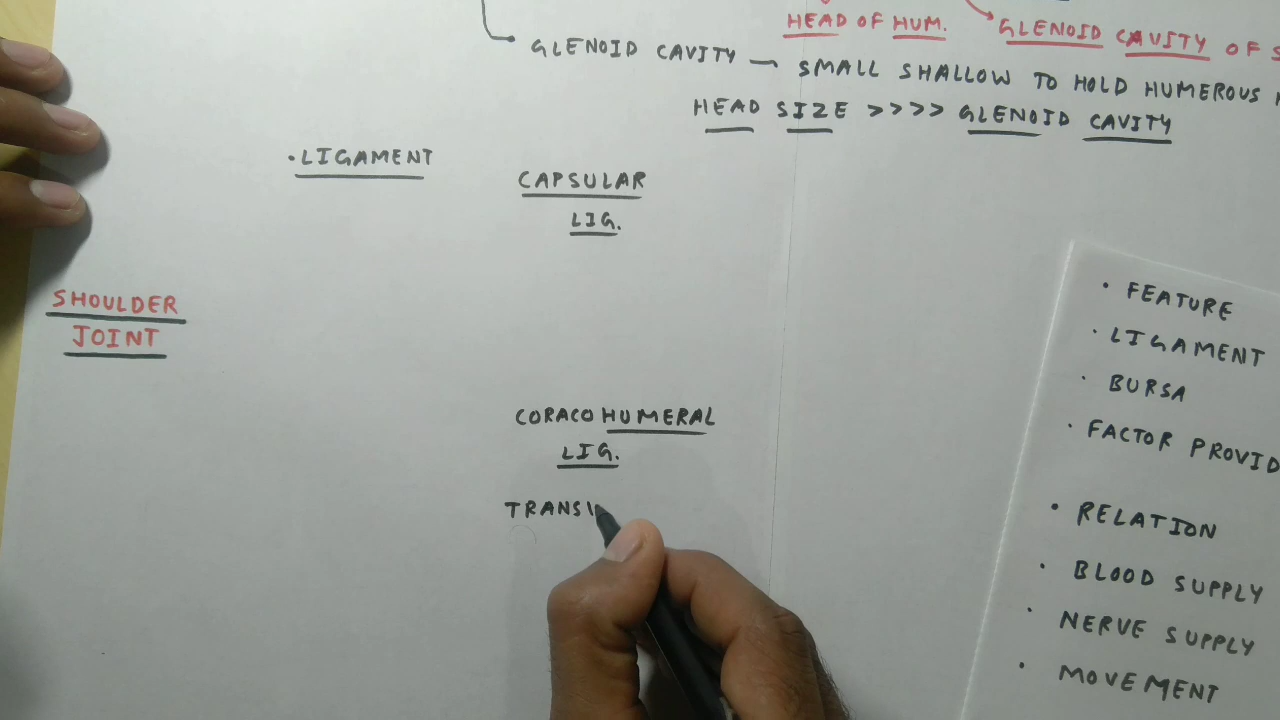 HEAD OF HUM.
GLENOID CAVITY OF S
GLENOID CAVITY — SMALL SHALLOW TO HOLD HUMEROUS
HEAD SIZE >>>> GLENOID CAVITY
• LIGAMENT
CAPSULAR
LIG.
SHOULDER
JOINT
CORACOHUMERAL
LIG.
TRANSV
• FEATURE
• LIGAMENT
• BURSA
• FACTOR PROVID
• RELATION
• BLOOD SUPPLY
• NERVE SUPPLY
• MOVEMENT